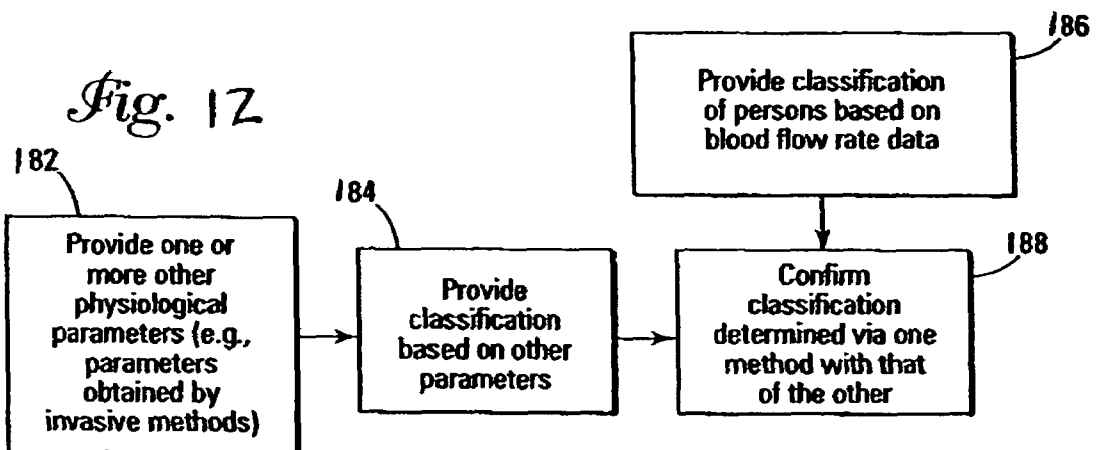 Fig. 12
186
Provide classification
of persons based on
blood flow rate data
182
Provide one or
more other
physiological
parameters (e.g.,
parameters
obtained by
invasive methods)
184
Provide
classification
based on other
parameters
188
Confirm
classification
determined via one
method with that
of the other